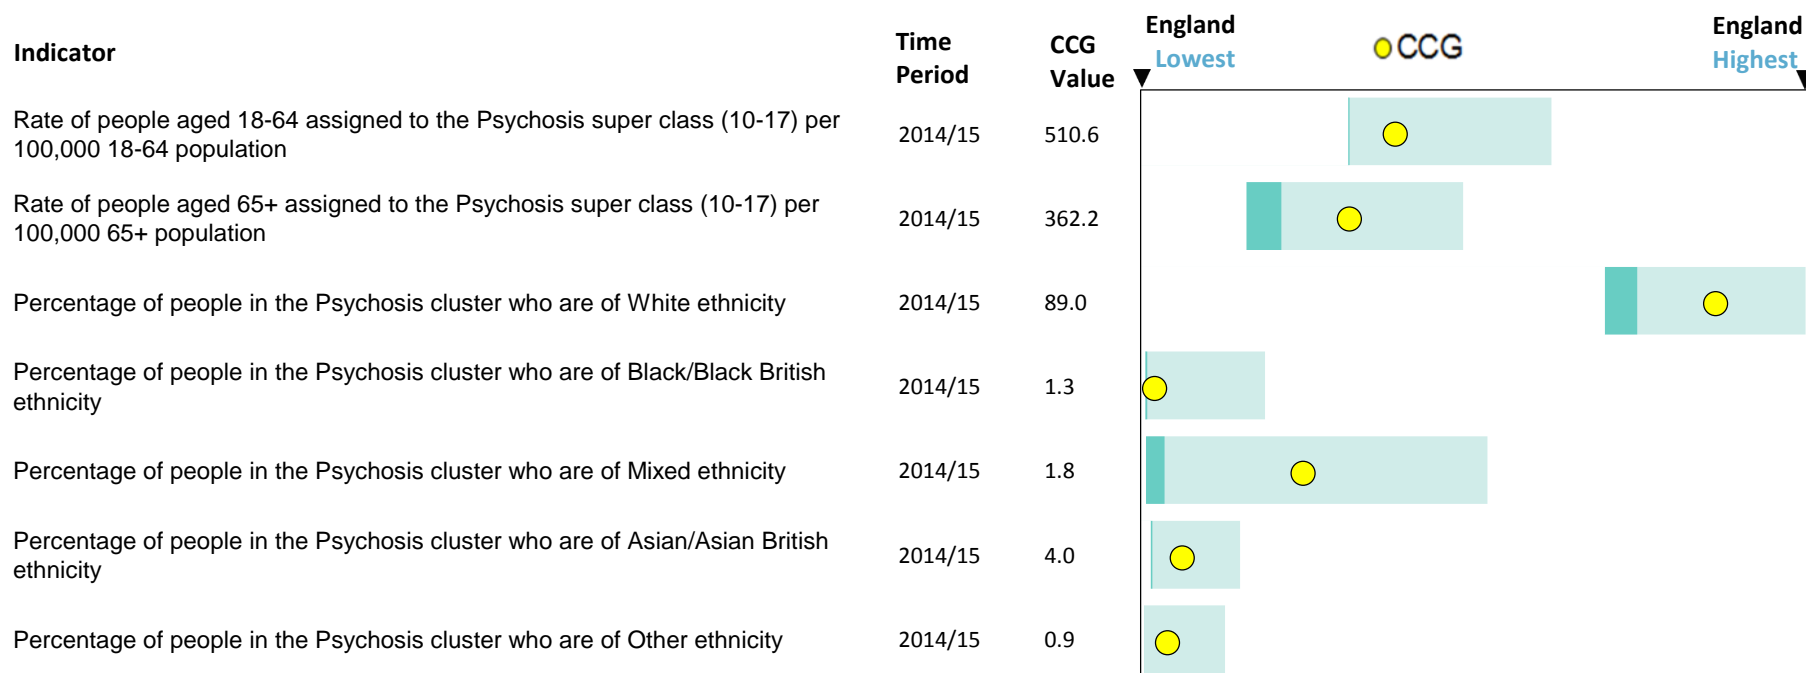 Indicator
Time Period
CCG Value
England Lowest
CCG
England Highest
Rate of people aged 18-64 assigned to the Psychosis super class (10-17) per
100,000 18-64 population
2014/15
510.6
Rate of people aged 65+ assigned to the Psychosis super class (10-17) per
100,000 65+ population
2014/15
362.2
Percentage of people in the Psychosis cluster who are of White ethnicity
2014/15
89.0
Percentage of people in the Psychosis cluster who are of Black/Black British
ethnicity
2014/15
1.3
Percentage of people in the Psychosis cluster who are of Mixed ethnicity
2014/15
1.8
Percentage of people in the Psychosis cluster who are of Asian/Asian British
ethnicity
2014/15
4.0
Percentage of people in the Psychosis cluster who are of Other ethnicity
2014/15
0.9